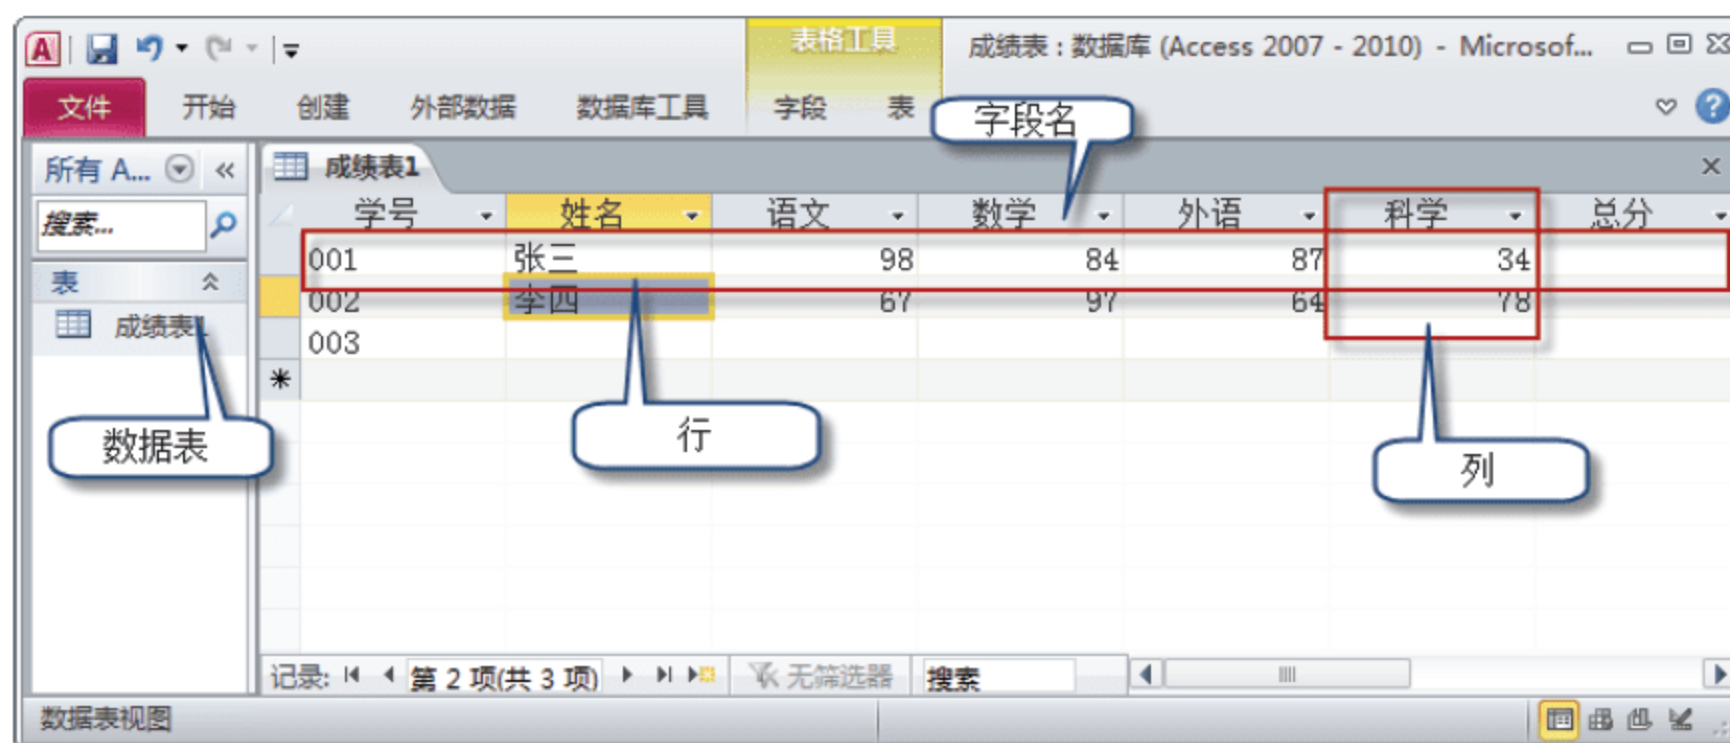 表格工具
成绩表 : 数据库 (Access 2007 - 2010) - Microsof...
文件 开始 创建 外部数据 数据库工具 字段 表
字段名
所有 A...
成绩表1
搜索...
学号 姓名 语文 数学 外语 科学 总分
001 张三 98 84 87 34
002 李四 67 97 64 78
003
表
成绩表1
数据表
行
列
记录: 第 2 项(共 3 项) 无筛选器 搜索
数据表视图